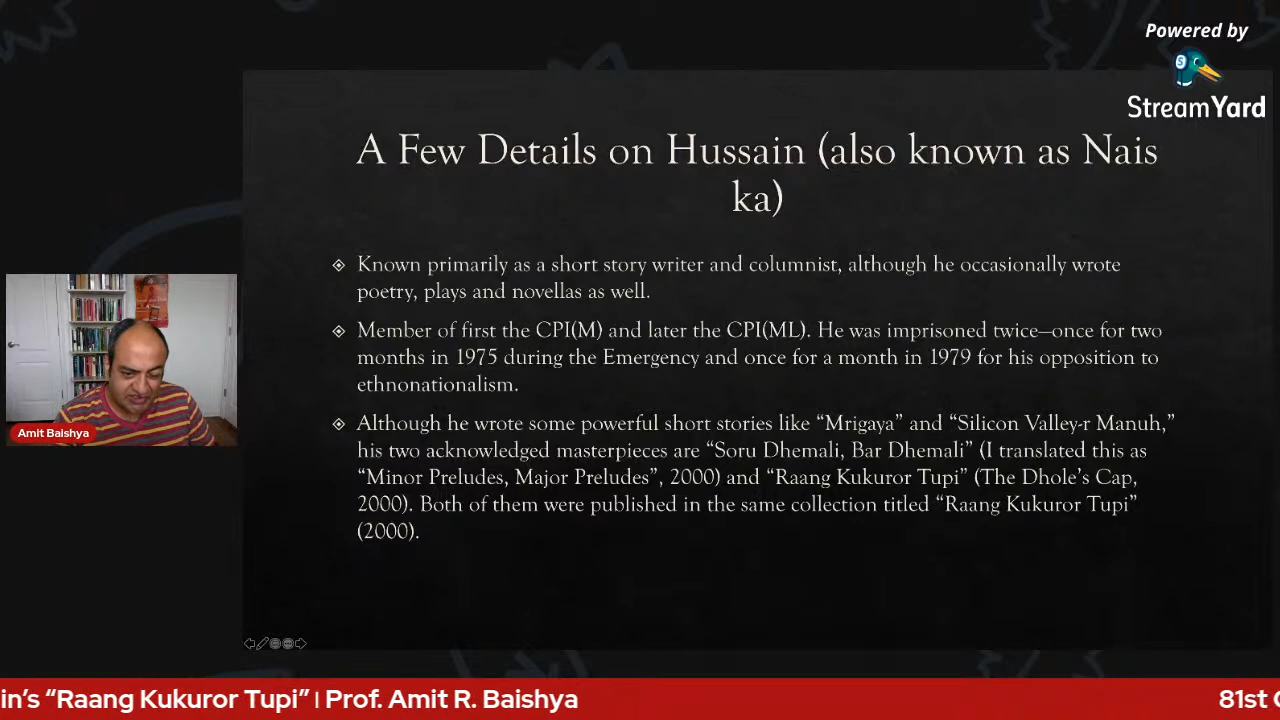 Powered by
StreamYard
A Few Details on Hussain (also known as Nais
ka)
Known primarily as a short story writer and columnist, although he occasionally wrote
poetry, plays and novellas as well.
Member of first the CPI(M) and later the CPI(ML). He was imprisoned twice—once for two
months in 1975 during the Emergency and once for a month in 1979 for his opposition to
ethnonationalism.
Although he wrote some powerful short stories like “Mrigaya” and “Silicon Valley-r Manuh,”
his two acknowledged masterpieces are “Soru Dhemali, Bar Dhemali” (I translated this as
“Minor Preludes, Major Preludes”, 2000) and “Raang Kukuror Tupi” (The Dhole’s Cap,
2000). Both of them were published in the same collection titled “Raang Kukuror Tupi”
(2000).
Amit Baishya
in’s “Raang Kukuror Tupi” | Prof. Amit R. Baishya
81st